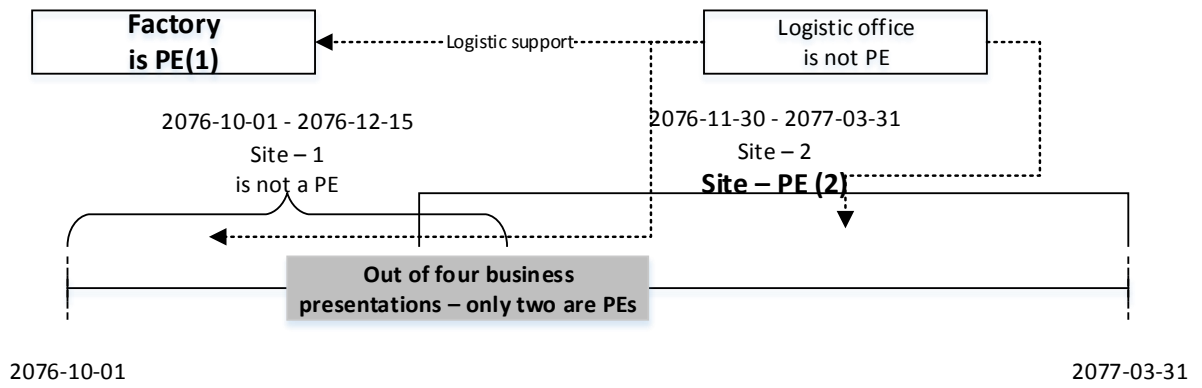 Factory
is PE(1)
Logistic support
Logistic office
is not PE
2076-10-01 - 2076-12-15
Site – 1
is not a PE
2076-11-30 - 2077-03-31
Site – 2
Site – PE (2)
Out of four business
presentations – only two are PEs
2076-10-01
2077-03-31